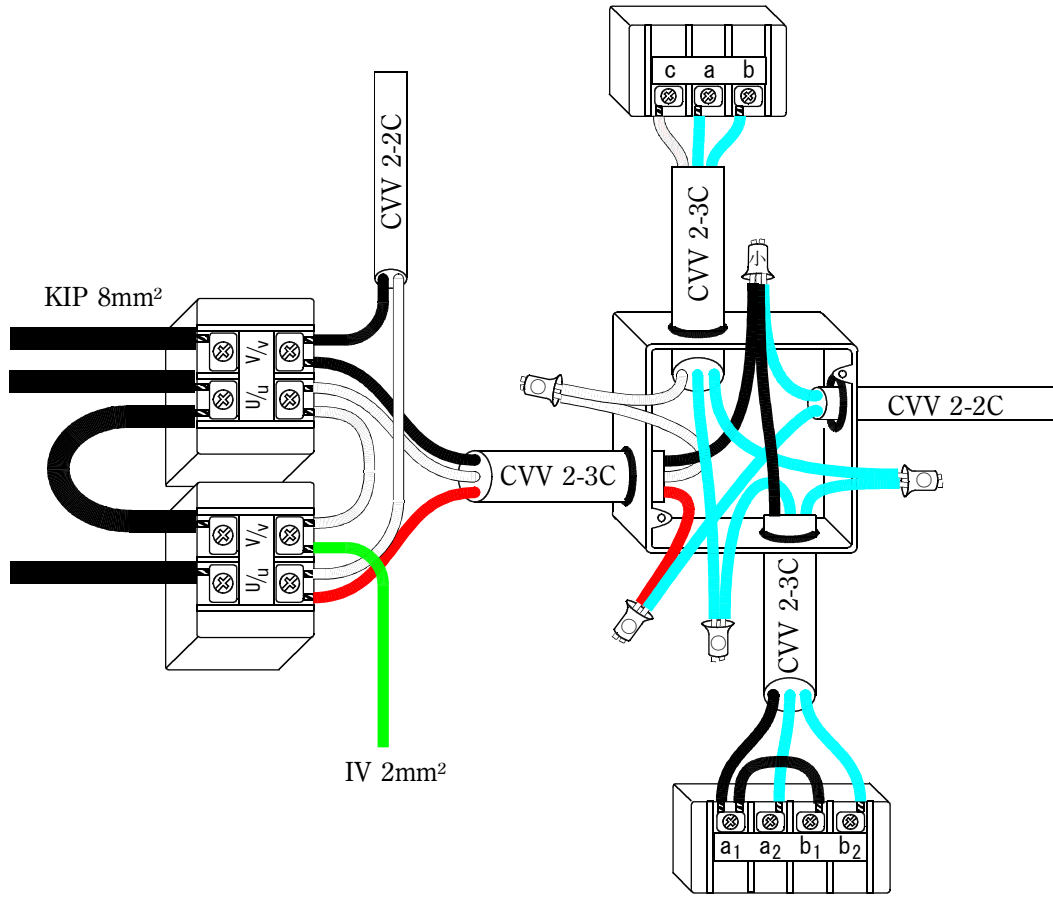 c a b
CVV 2-2C
CVV 2-3C
小
KIP 8mm²
V/v
U/u
CVV 2-2C
CVV 2-3C
V/v
U/u
CVV 2-3C
IV 2mm²
a₁ a₂ b₁ b₂